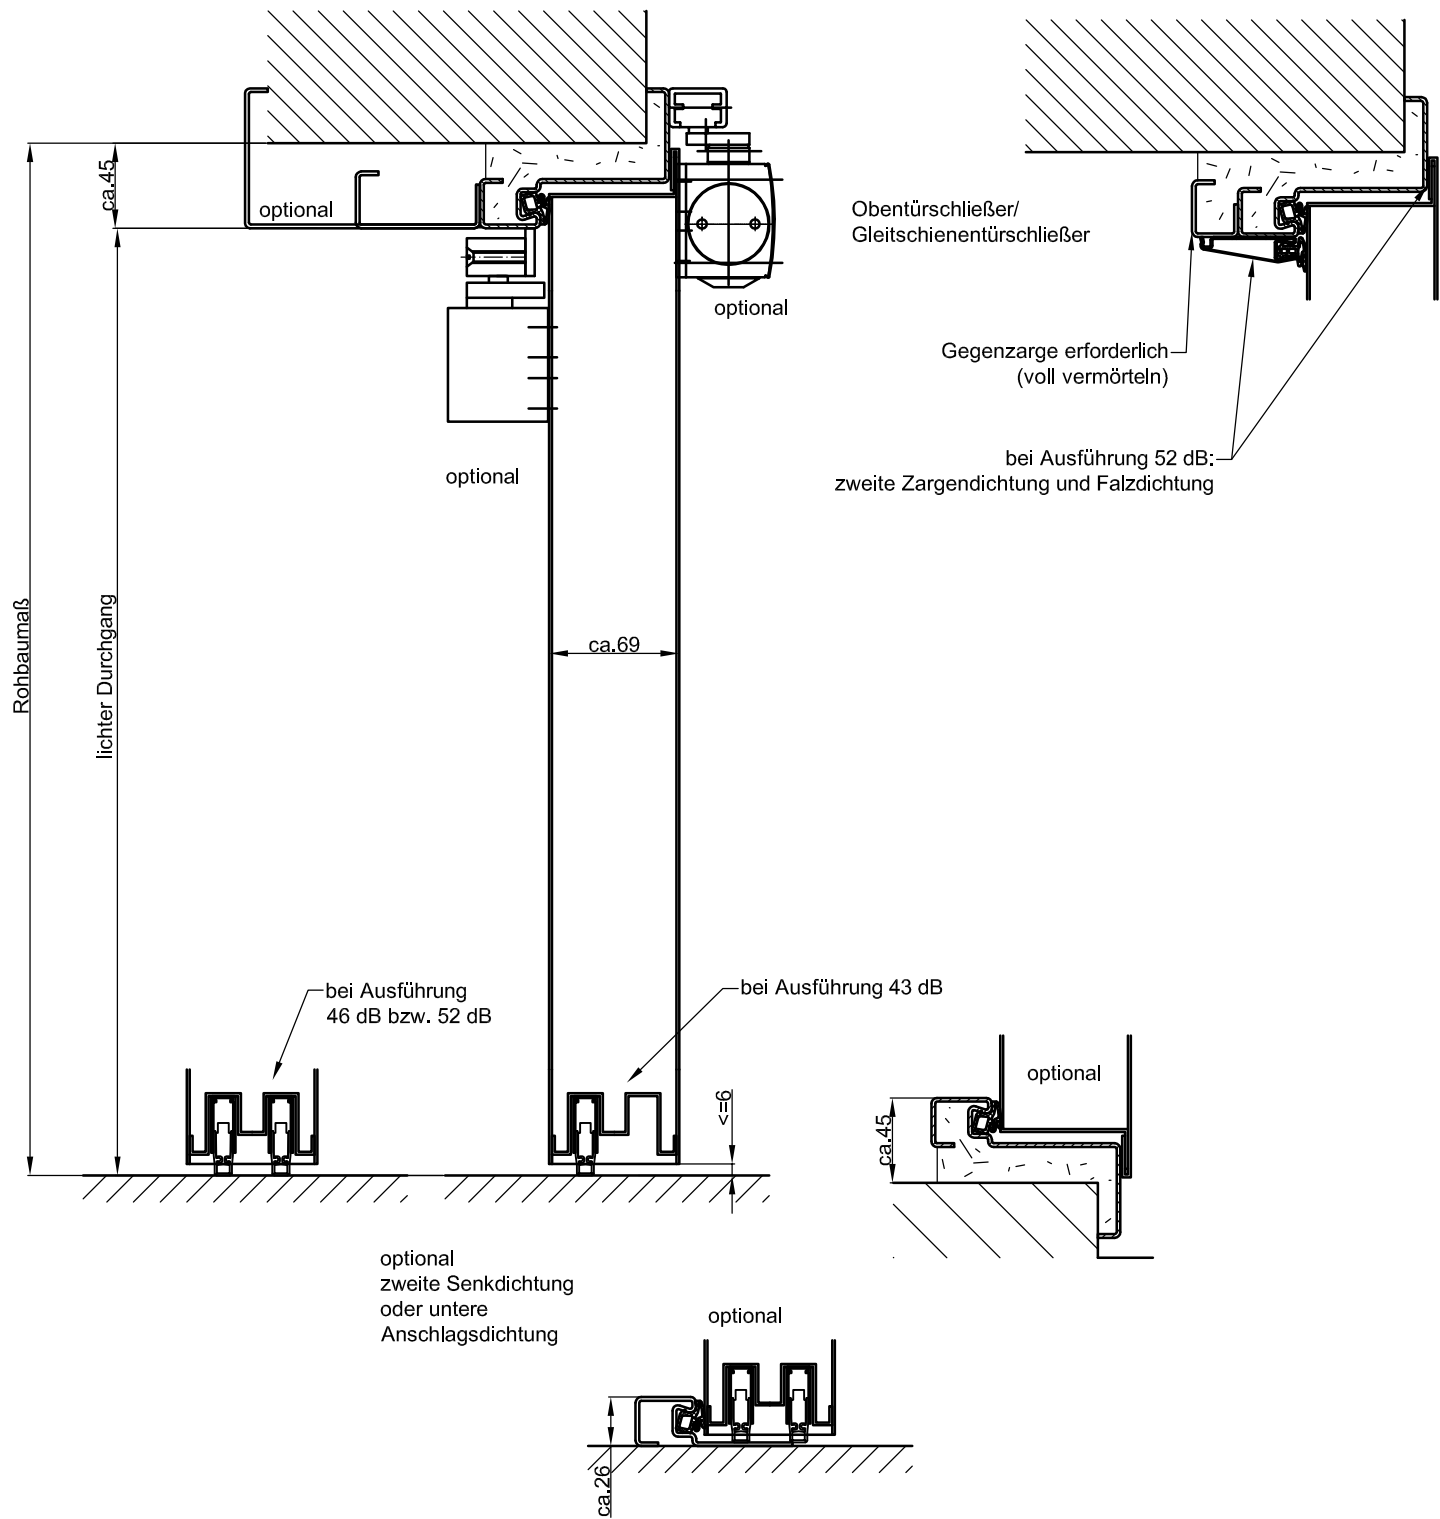 ca.45
optional
Obentürschließer/
Gleitschienentürschließer
optional
Gegenzarge erforderlich
(voll vermörteln)
bei Ausführung 52 dB:
zweite Zargendichtung und Falzdichtung
optional
Rohbaumaß
lichter Durchgang
ca.69
bei Ausführung
46 dB bzw. 52 dB
bei Ausführung 43 dB
<=6
optional
ca.45
optional
zweite Senkdichtung
oder untere
Anschlagsdichtung
optional
ca.26